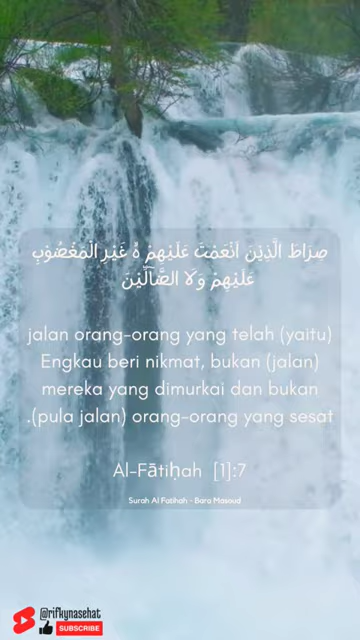 صِرَاطَ الَّذِيْنَ اَنْعَمْتَ عَلَيْهِمْ ەۙ غَيْرِ الْمَغْضُوْبِ
عَلَيْهِمْ وَلَا الضَّاۤلِّيْنَ
jalan orang-orang yang telah (yaitu)
Engkau beri nikmat, bukan (jalan)
mereka yang dimurkai dan bukan
.(pula jalan) orang-orang yang sesat
Al-Fātiḥah [1]:7
Surah Al Fatihah - Bara Masoud
@rifkynasehat
SUBSCRIBE